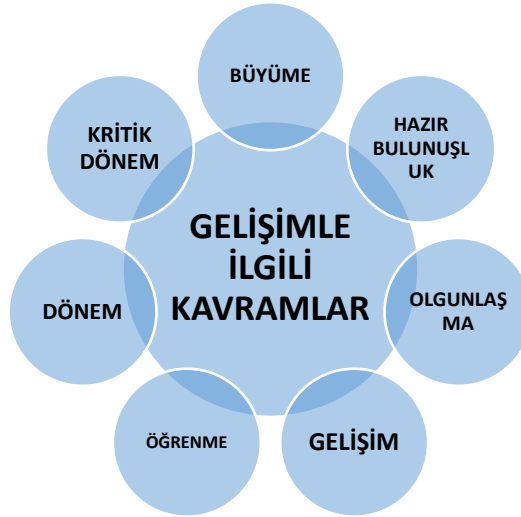 BÜYÜME
HAZIR
BULUNUŞL
UK
OLGUNLAŞ
MA
GELİŞİM
ÖĞRENME
DÖNEM
KRİTİK
DÖNEM
GELİŞİMLE
İLGİLİ
KAVRAMLAR